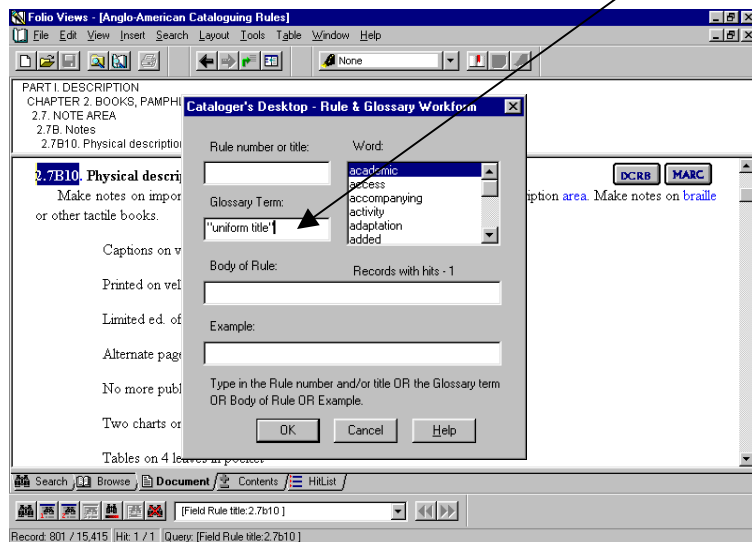 Folio Views - [Anglo-American Cataloguing Rules]
File Edit View Insert Search Layout Tools Table Window Help
None
PART I. DESCRIPTION
CHAPTER 2. BOOKS, PAMPHL
2.7. NOTE AREA
2.7B. Notes
2.7B10. Physical description
2.7B10. Physical descri
DCRB MARC
Make notes on impor ription area. Make notes on braille
or other tactile books.
Captions on v
Printed on vel
Limited ed. of
Alternate page
No more publ
Two charts or
Tables on 4 leaves in pocket
Cataloger's Desktop - Rule & Glossary Workform
Rule number or title:
Word:
academic
access
accompanying
activity
adaptation
added
Glossary Term:
"uniform title"
Body of Rule:
Records with hits - 1
Example:
Type in the Rule number and/or title OR the Glossary term
OR Body of Rule OR Example.
OK Cancel Help
Search Browse Document Contents HitList
[Field Rule title:2.7b10 ]
Record: 801 / 15,415 Hit: 1 / 1 Query: [Field Rule title:2.7b10 ]